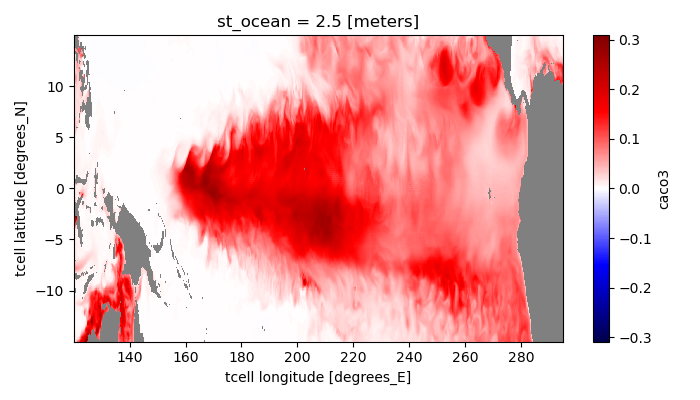 st_ocean = 2.5 [meters]
10
5
0
−5
−10
tcell latitude [degrees_N]
140 160 180 200 220 240 260 280
tcell longitude [degrees_E]
0.3
0.2
0.1
0.0
−0.1
−0.2
−0.3
caco3